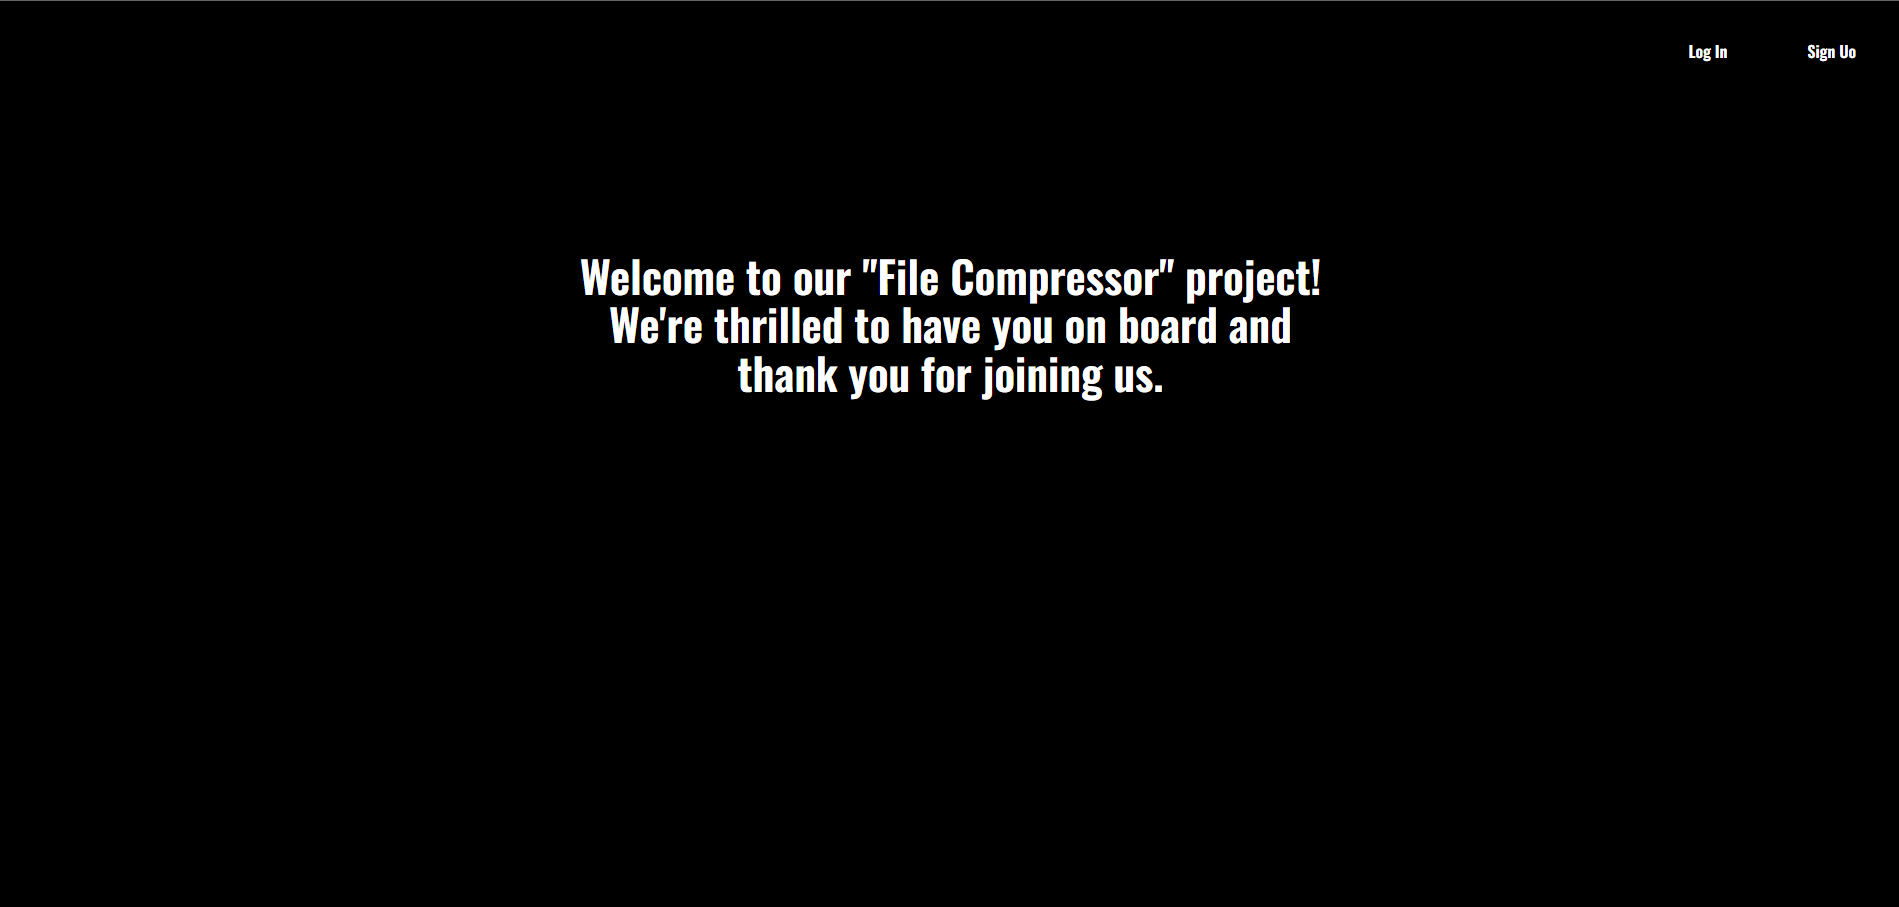 Log In Sign Uo
Welcome to our "File Compressor" project!
We're thrilled to have you on board and
thank you for joining us.